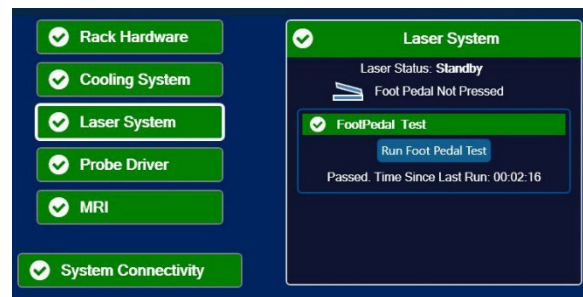 Rack Hardware
Cooling System
Laser System
Probe Driver
MRI
System Connectivity
Laser System
Laser Status: Standby
Foot Pedal Not Pressed
FootPedal Test
Run Foot Pedal Test
Passed. Time Since Last Run: 00:02:16